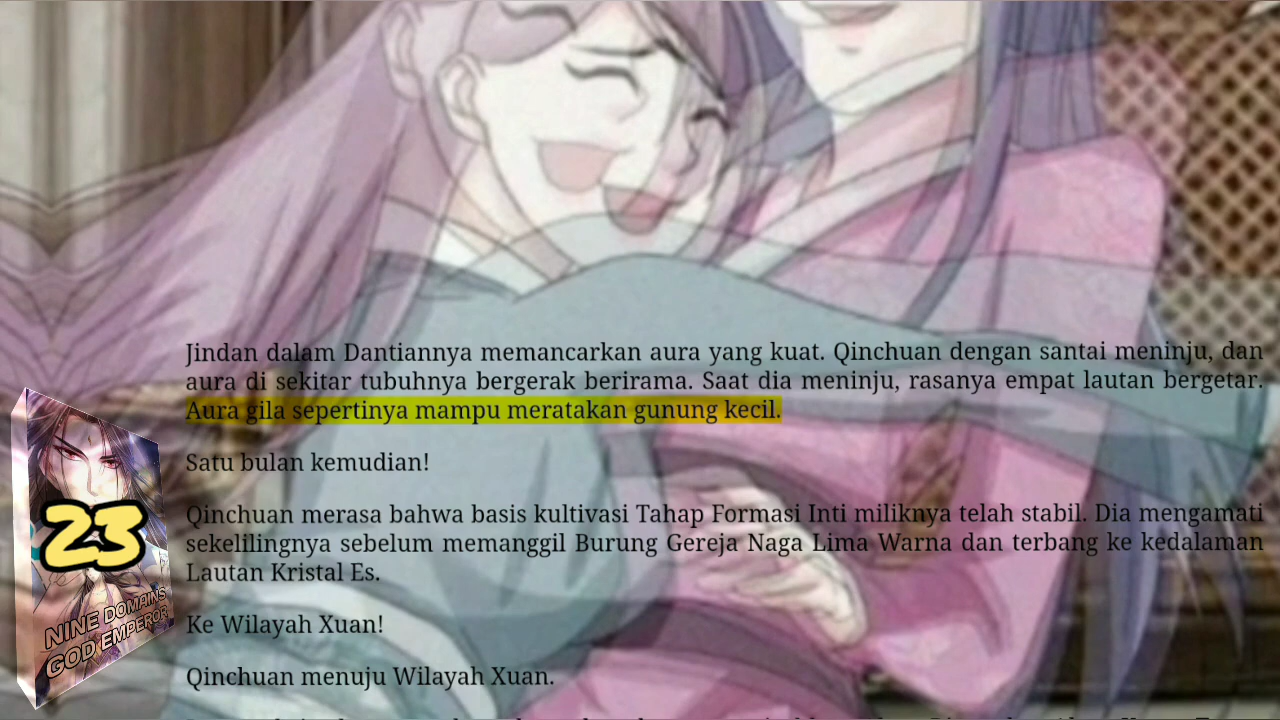 Jindan dalam Dantiannya memancarkan aura yang kuat. Qinchuan dengan santai meninju, dan
aura di sekitar tubuhnya bergerak berirama. Saat dia meninju, rasanya empat lautan bergetar.
Aura gila sepertinya mampu meratakan gunung kecil.
Satu bulan kemudian!
Qinchuan merasa bahwa basis kultivasi Tahap Formasi Inti miliknya telah stabil. Dia mengamati
sekelilingnya sebelum memanggil Burung Gereja Naga Lima Warna dan terbang ke kedalaman
Lautan Kristal Es.
Ke Wilayah Xuan!
Qinchuan menuju Wilayah Xuan.
23
NINE DOMAINS
GOD EMPEROR